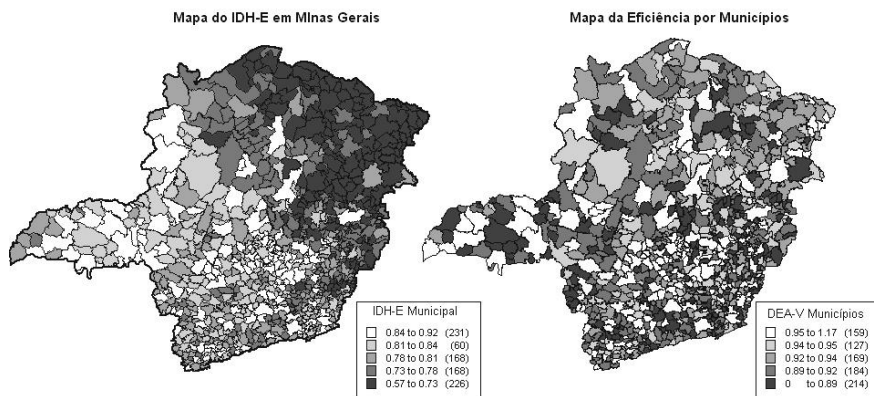 Mapa do IDH-E em MInas Gerais
IDH-E Municipal
0.84 to 0.92 (231)
0.81 to 0.84 (60)
0.78 to 0.81 (168)
0.73 to 0.78 (168)
0.57 to 0.73 (226)
Mapa da Eficiência por Municípios
DEA-V Municípios
0.95 to 1.17 (159)
0.94 to 0.95 (127)
0.92 to 0.94 (169)
0.89 to 0.92 (184)
0 to 0.89 (214)